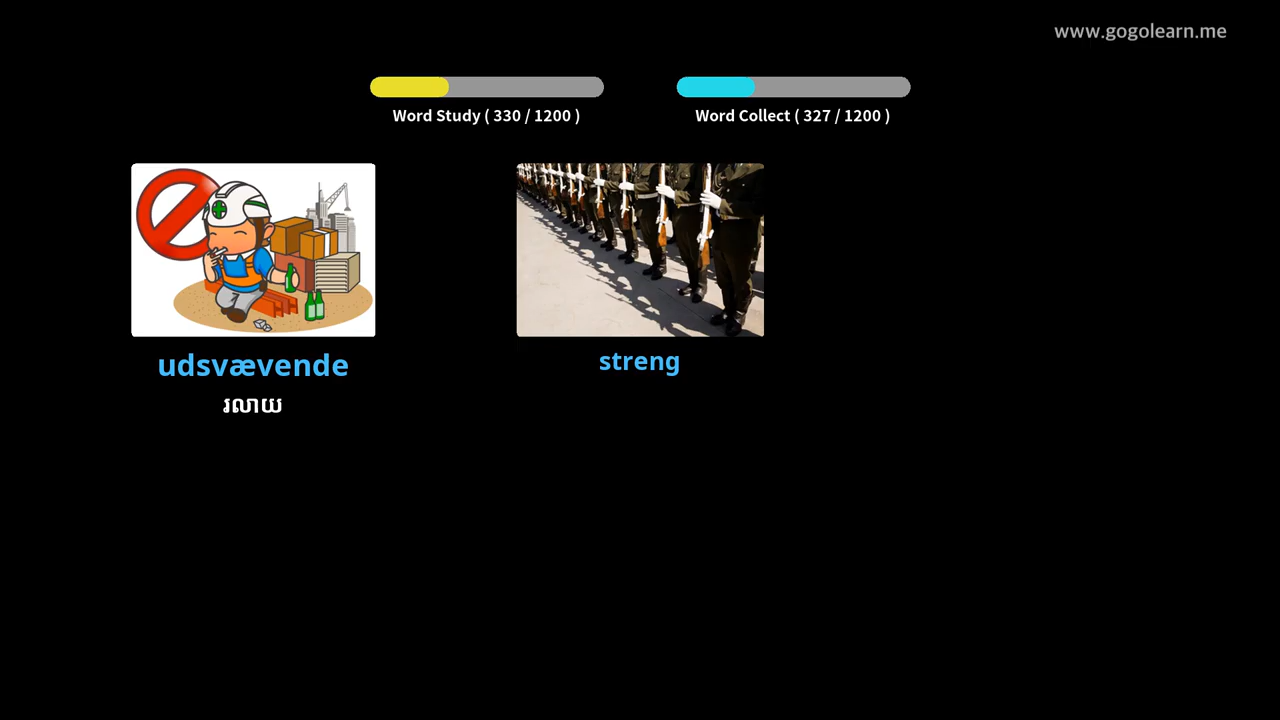 www.gogolearn.me
Word Study ( 330 / 1200 )
Word Collect ( 327 / 1200 )
udsvævende
រលាយ
streng